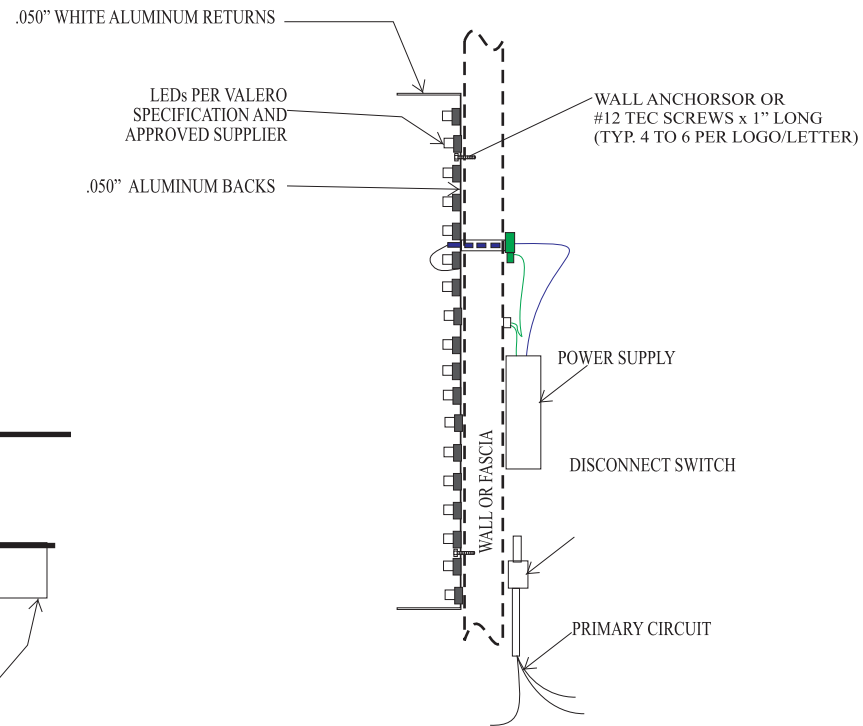 .050” WHITE ALUMINUM RETURNS
LEDs PER VALERO
SPECIFICATION AND
APPROVED SUPPLIER
WALL ANCHORSOR OR
#12 TEC SCREWS x 1” LONG
(TYP. 4 TO 6 PER LOGO/LETTER)
.050” ALUMINUM BACKS
POWER SUPPLY
WALL OR FASCIA
DISCONNECT SWITCH
PRIMARY CIRCUIT